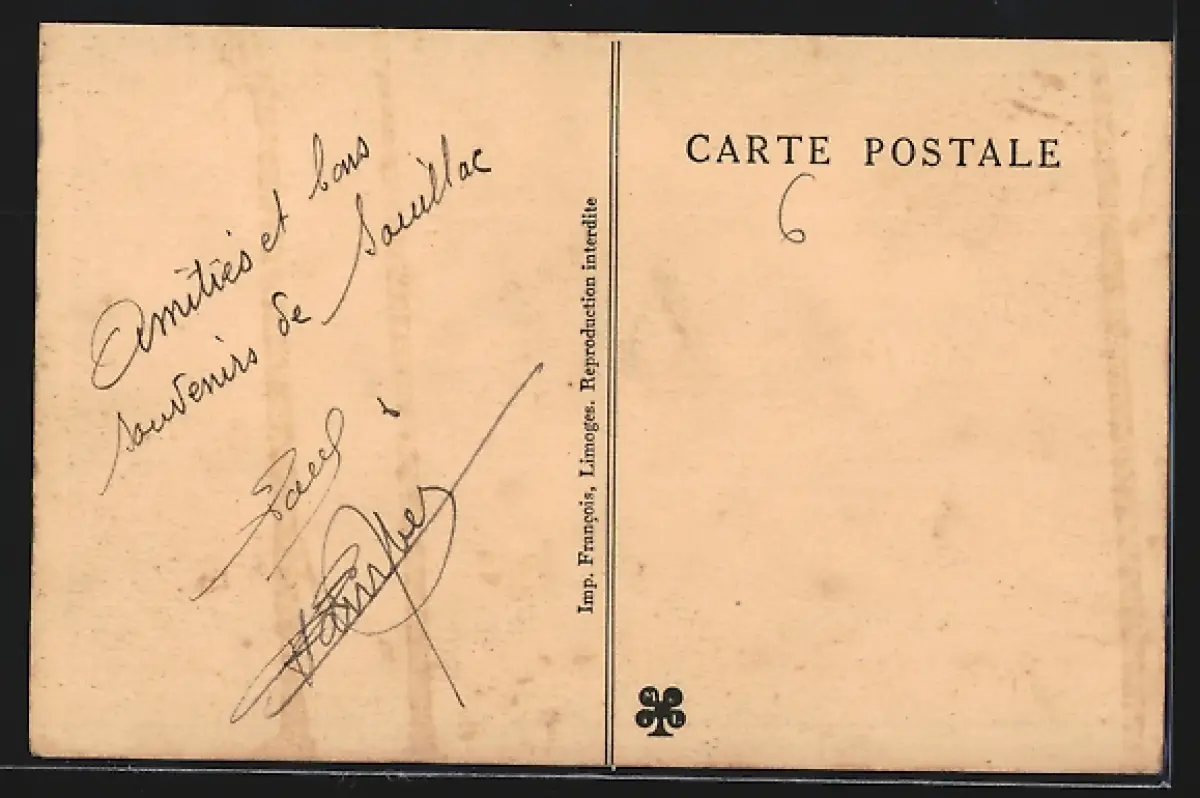 Amitiés et bons
souvenirs de Souillac
Imp. François, Limoges. Reproduction interdite
CARTE POSTALE
6